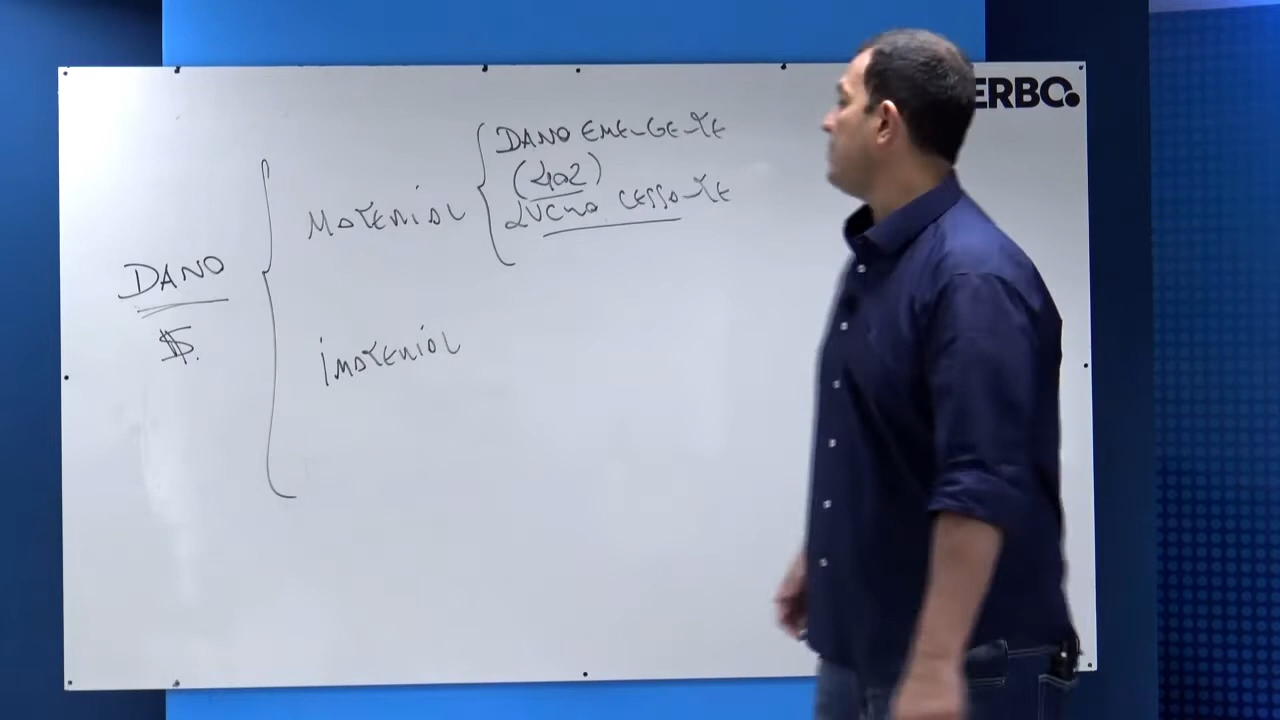 ERBO.
DANO EMERGENTE
(402)
LUCRO CESSANTE
MATERIAL
DANO
$.
IMATERIAL